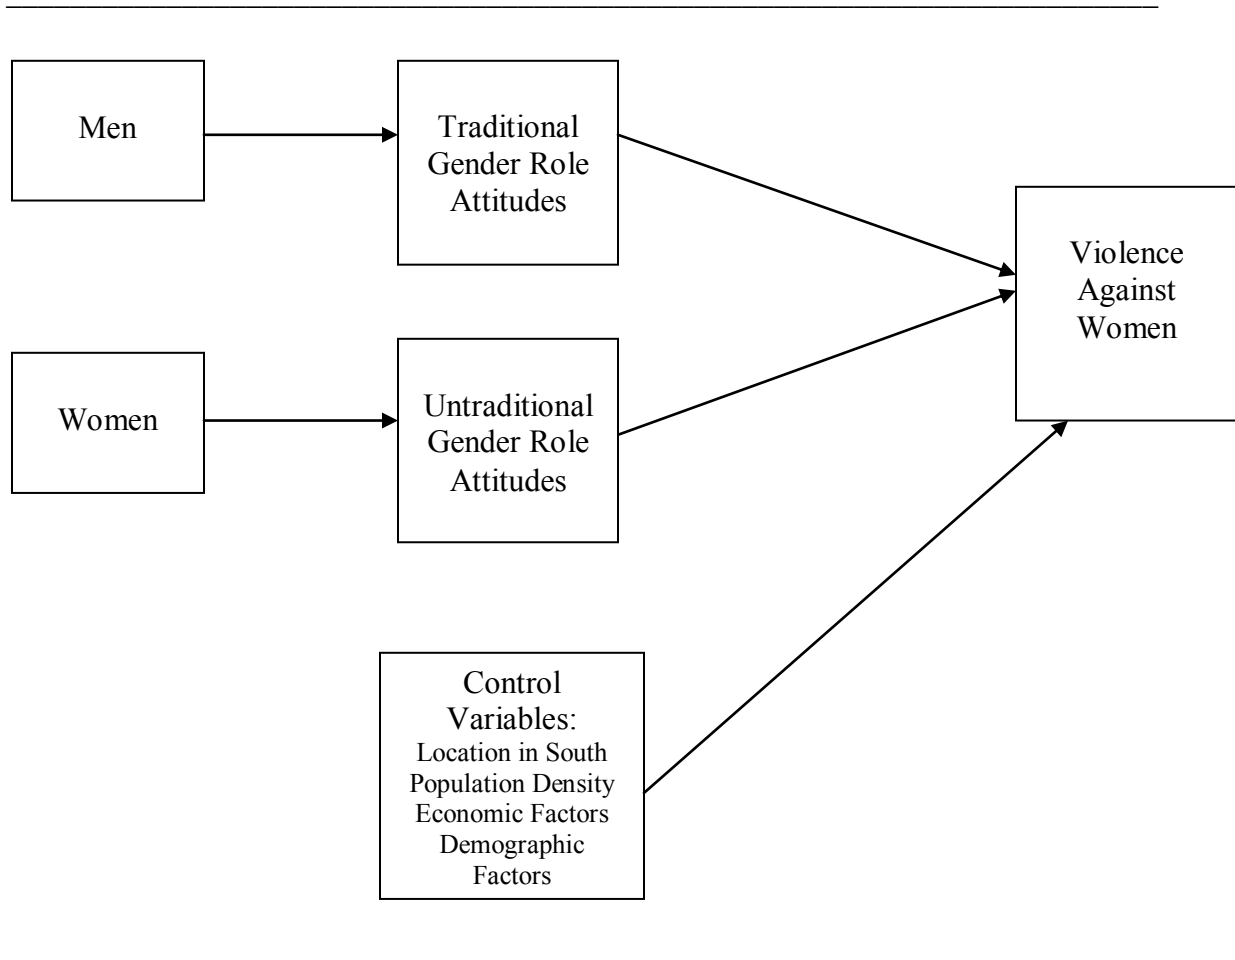 Men
Traditional
Gender Role
Attitudes
Violence
Against
Women
Women
Untraditional
Gender Role
Attitudes
Control
Variables:
Location in South
Population Density
Economic Factors
Demographic
Factors